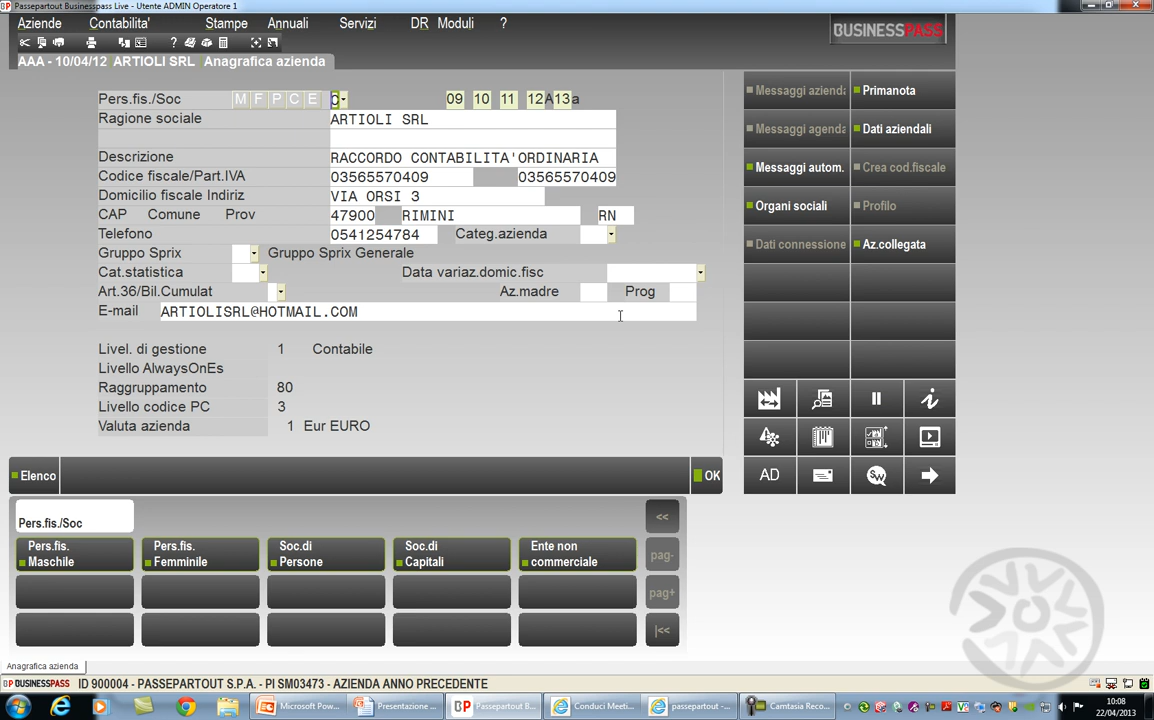 Passepartout Businesspass Live - Utente ADMIN Operatore 1
Aziende Contabilita' Stampe Annuali Servizi DR Moduli ?
BUSINESSPASS
AAA - 10/04/12 ARTIOLI SRL Anagrafica azienda
Pers.fis./Soc M F P C E 09 10 11 12A13a
Ragione sociale ARTIOLI SRL
Descrizione RACCORDO CONTABILITA'ORDINARIA
Codice fiscale/Part.IVA 03565570409 03565570409
Domicilio fiscale Indiriz VIA ORSI 3
CAP Comune Prov 47900 RIMINI RN
Telefono 0541254784 Categ.azienda
Gruppo Sprix Gruppo Sprix Generale
Cat.statistica Data variaz.domic.fisc
Art.36/Bil.Cumulat Az.madre Prog
E-mail ARTIOLISRL@HOTMAIL.COM
Livel. di gestione 1 Contabile
Livello AlwaysOnEs
Raggruppamento 80
Livello codice PC 3
Valuta azienda 1 Eur EURO
Messaggi aziend Primanota
Messaggi agenda Dati aziendali
Messaggi autom. Crea cod.fiscale
Organi sociali Profilo
Dati connessione Az.collegata
AD
Elenco OK
Pers.fis./Soc <<
Pers.fis. Maschile
Pers.fis. Femminile
Soc.di Persone
Soc.di Capitali
Ente non commerciale
pag-
pag+
|<<
Anagrafica azienda
BUSINESSPASS ID 900004 - PASSEPARTOUT S.P.A. - PI SM03473 - AZIENDA ANNO PRECEDENTE
Microsoft Pow... Presentazione ... Passepartout B... Conduci Meeti... passepartout -... Camtasia Reco...
10:08
22/04/2013